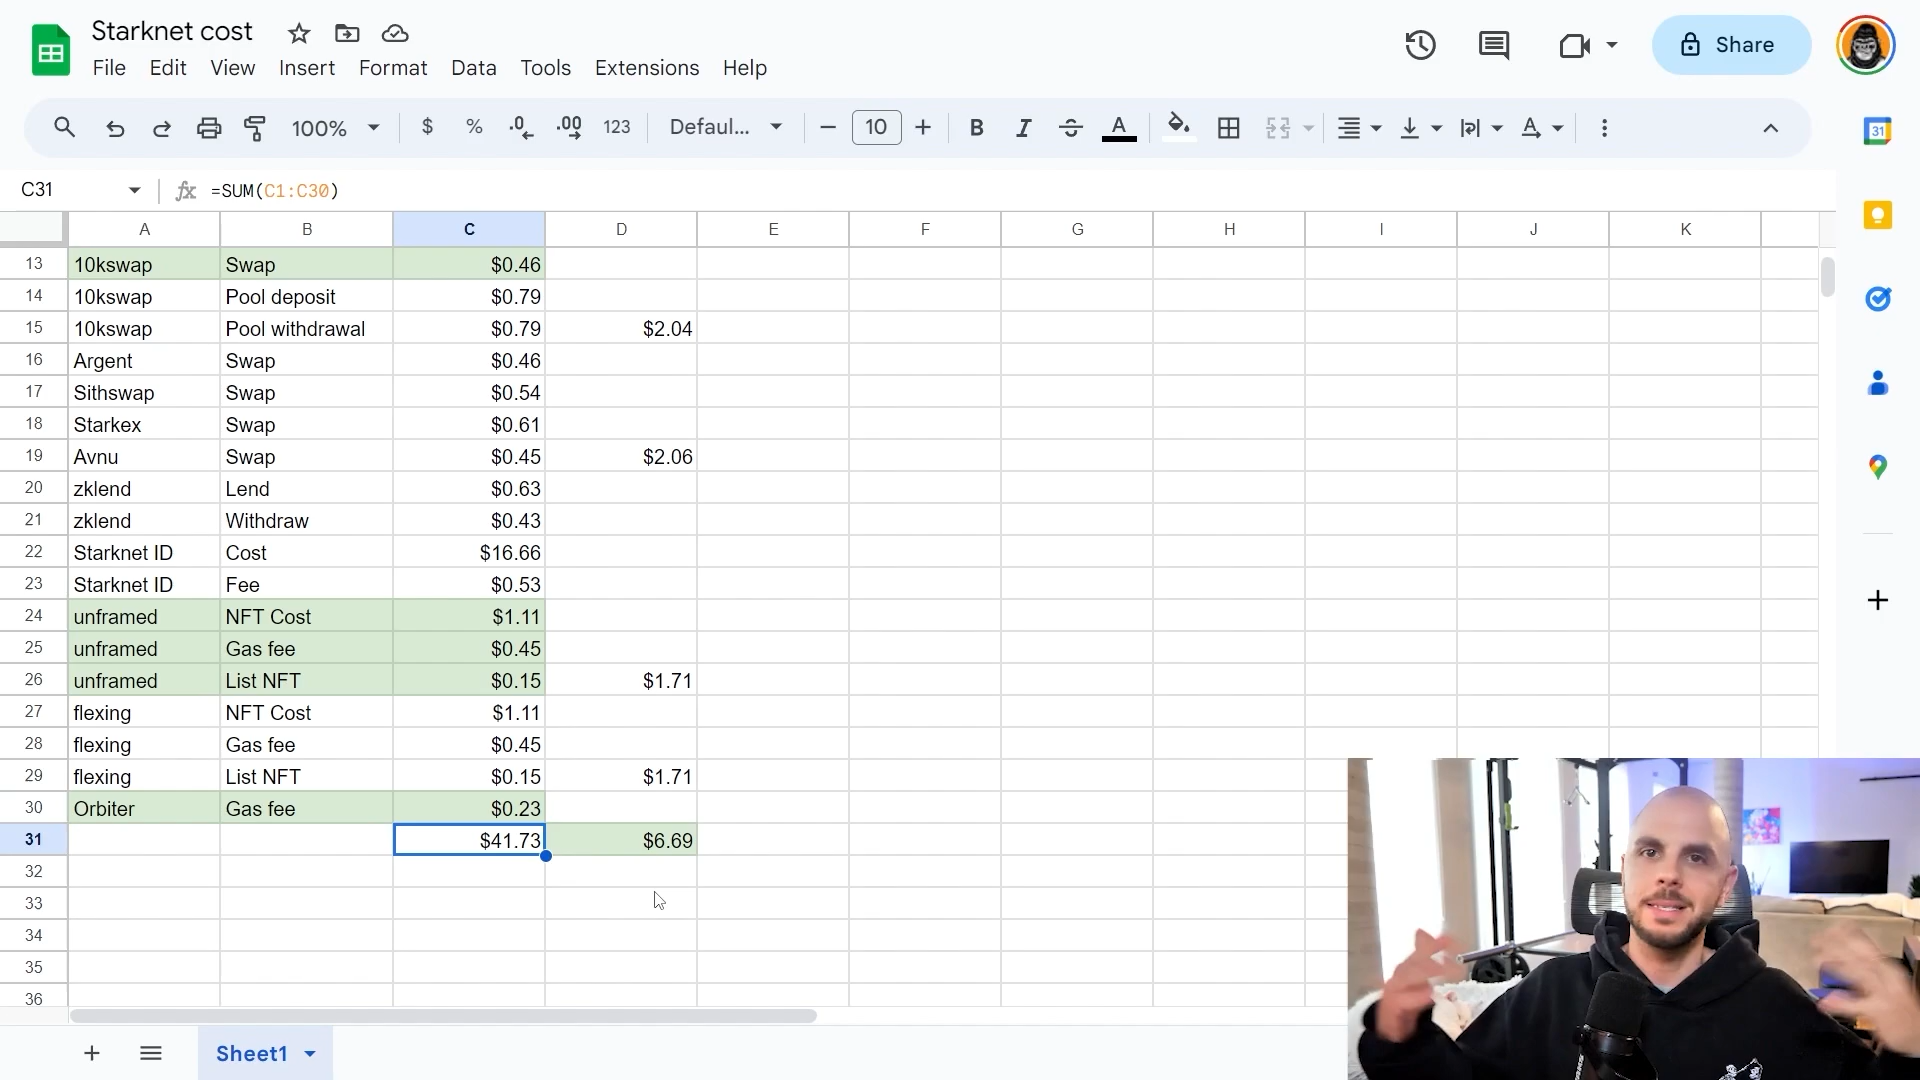 Starknet cost
File Edit View Insert Format Data Tools Extensions Help
Share
100% $ % .0 .00 123 Defaul... 10 B I A
31
C31 fx =SUM(C1:C30)
A B C D E F G H I J K
13 10kswap Swap $0.46
14 10kswap Pool deposit $0.79
15 10kswap Pool withdrawal $0.79 $2.04
16 Argent Swap $0.46
17 Sithswap Swap $0.54
18 Starkex Swap $0.61
19 Avnu Swap $0.45 $2.06
20 zklend Lend $0.63
21 zklend Withdraw $0.43
22 Starknet ID Cost $16.66
23 Starknet ID Fee $0.53
24 unframed NFT Cost $1.11
25 unframed Gas fee $0.45
26 unframed List NFT $0.15 $1.71
27 flexing NFT Cost $1.11
28 flexing Gas fee $0.45
29 flexing List NFT $0.15 $1.71
30 Orbiter Gas fee $0.23
31 $41.73 $6.69
32
33
34
35
36
Sheet1